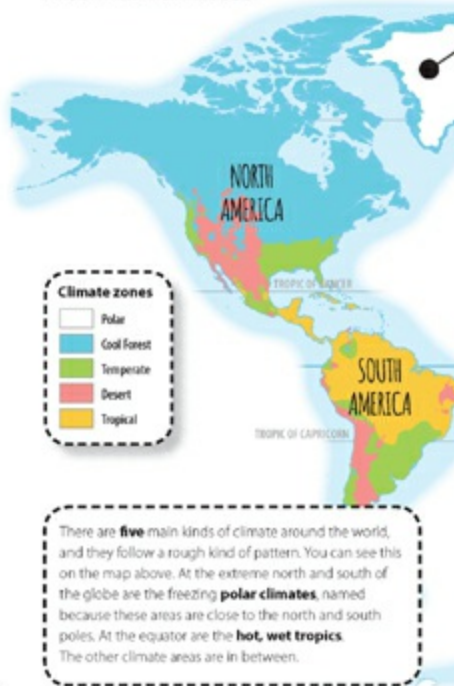 NORTH
AMERICA
TROPIC OF CANCER
Climate zones
Polar
Cool Forest
Temperate
Desert
Tropical
SOUTH
AMERICA
TROPIC OF CAPRICORN
There are five main kinds of climate around the world,
and they follow a rough kind of pattern. You can see this
on the map above. At the extreme north and south of
the globe are the freezing polar climates, named
because these areas are close to the north and south
poles. At the equator are the hot, wet tropics.
The other climate areas are in between.